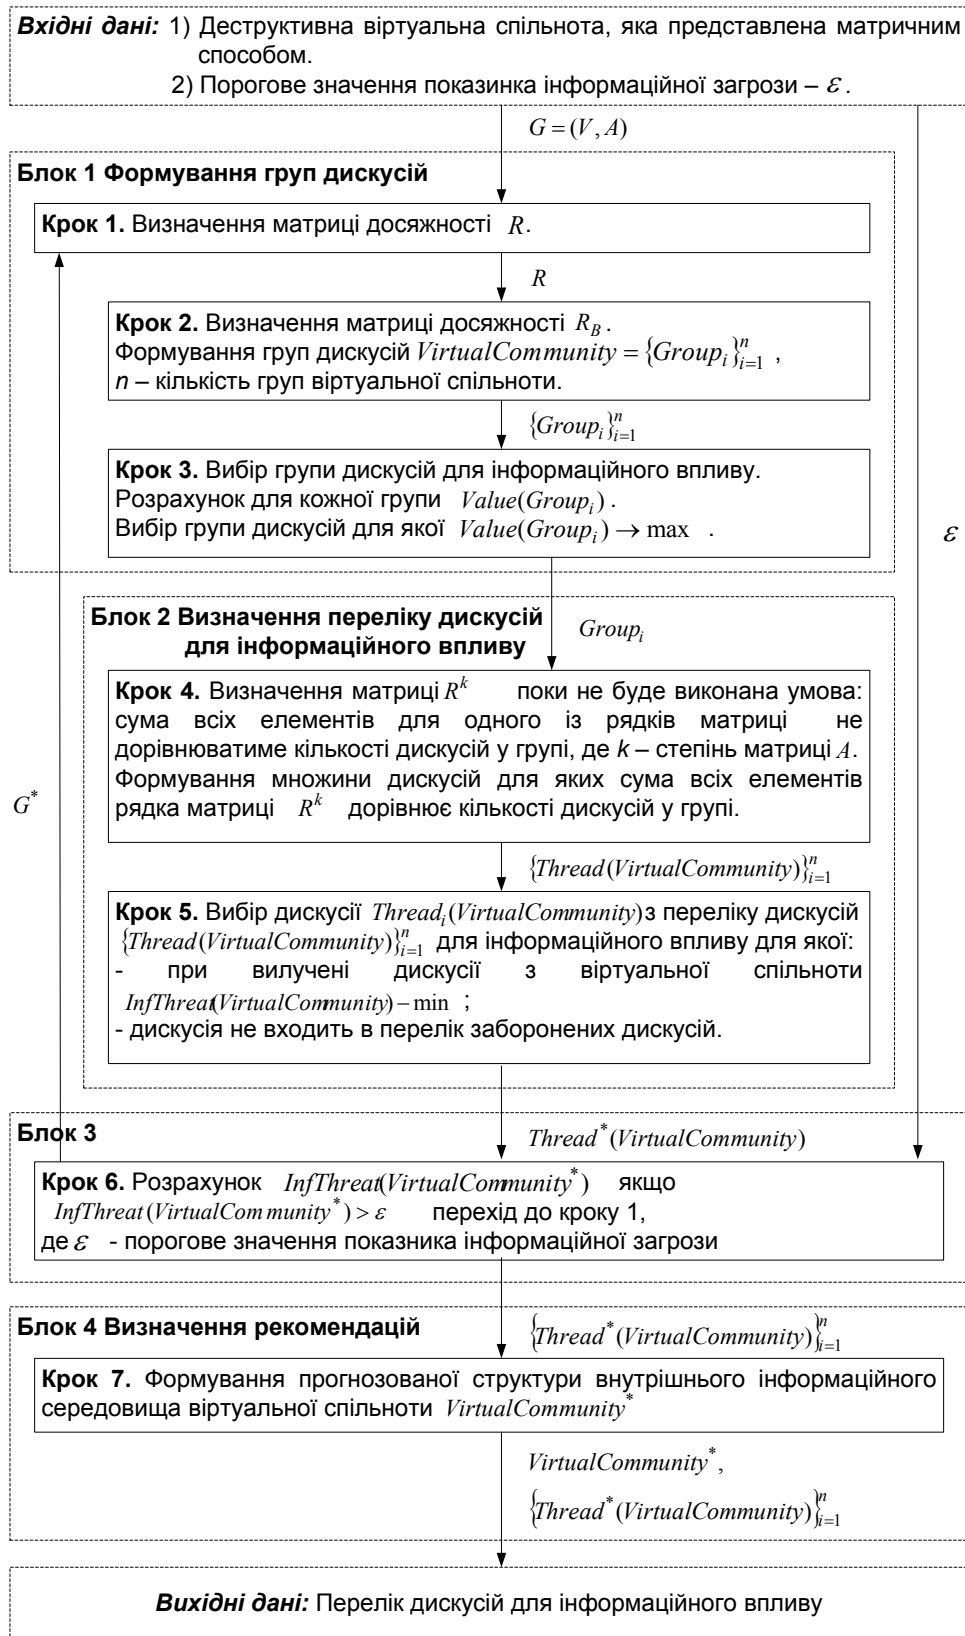 Вхідні дані: 1) Деструктивна віртуальна спільнота, яка представлена матричним
способом.
2) Порогове значення показинка інформаційної загрози – ε.
G = (V, A)
Блок 1 Формування груп дискусій
Крок 1. Визначення матриці досяжності R.
R
Крок 2. Визначення матриці досяжності R_B.
Формування груп дискусій VirtualCommunity = {Group_i}_{i=1}^n ,
n – кількість груп віртуальної спільноти.
{Group_i}_{i=1}^n
Крок 3. Вибір групи дискусій для інформаційного впливу.
Розрахунок для кожної групи Value(Group_i) .
Вибір групи дискусій для якої Value(Group_i) → max .
ε
Блок 2 Визначення переліку дискусій
для інформаційного впливу
Group_i
Крок 4. Визначення матриці R^k поки не буде виконана умова:
сума всіх елементів для одного із рядків матриці не
дорівнюватиме кількості дискусій у групі, де k – степінь матриці A.
Формування множини дискусій для яких сума всіх елементів
рядка матриці R^k дорівнює кількості дискусій у групі.
G^*
{Thread(VirtualCommunity)}_{i=1}^n
Крок 5. Вибір дискусії Thread_i(VirtualCommunity) з переліку дискусій
{Thread(VirtualCommunity)}_{i=1}^n для інформаційного впливу для якої:
- при вилучені дискусії з віртуальної спільноти
InfThreat(VirtualCommunity) – min ;
- дискусія не входить в перелік заборонених дискусій.
Блок 3
Thread^*(VirtualCommunity)
Крок 6. Розрахунок InfThreat(VirtualCommunity^*) якщо
InfThreat(VirtualCommunity^*) > ε перехід до кроку 1,
де ε - порогове значення показника інформаційної загрози
Блок 4 Визначення рекомендацій
{Thread^*(VirtualCommunity)}_{i=1}^n
Крок 7. Формування прогнозованої структури внутрішнього інформаційного
середовища віртуальної спільноти VirtualCommunity^*
VirtualCommunity^*,
{Thread^*(VirtualCommunity)}_{i=1}^n
Вихідні дані: Перелік дискусій для інформаційного впливу